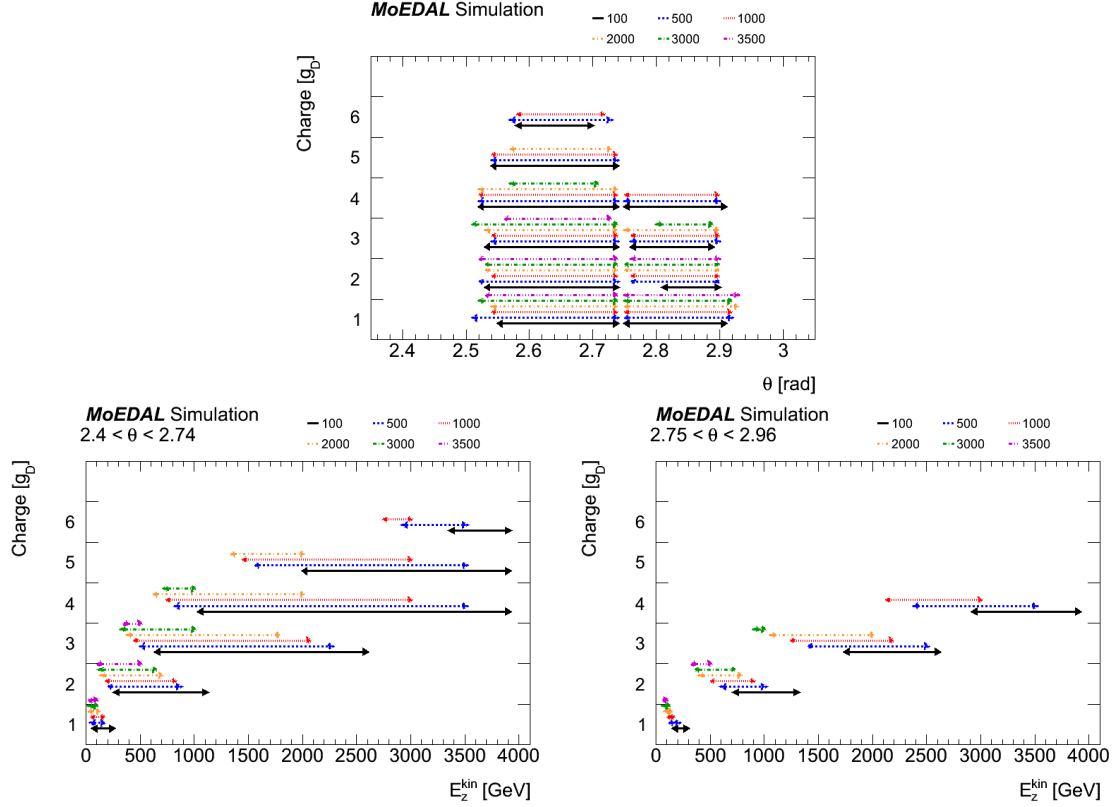 MoEDAL Simulation
100 500 1000
2000 3000 3500
Charge [g_D]
6
5
4
3
2
1
2.4 2.5 2.6 2.7 2.8 2.9 3
θ [rad]
MoEDAL Simulation
2.4 < θ < 2.74
100 500 1000
2000 3000 3500
Charge [g_D]
6
5
4
3
2
1
0 500 1000 1500 2000 2500 3000 3500 4000
E_z^kin [GeV]
MoEDAL Simulation
2.75 < θ < 2.96
100 500 1000
2000 3000 3500
Charge [g_D]
6
5
4
3
2
1
0 500 1000 1500 2000 2500 3000 3500 4000
E_z^kin [GeV]